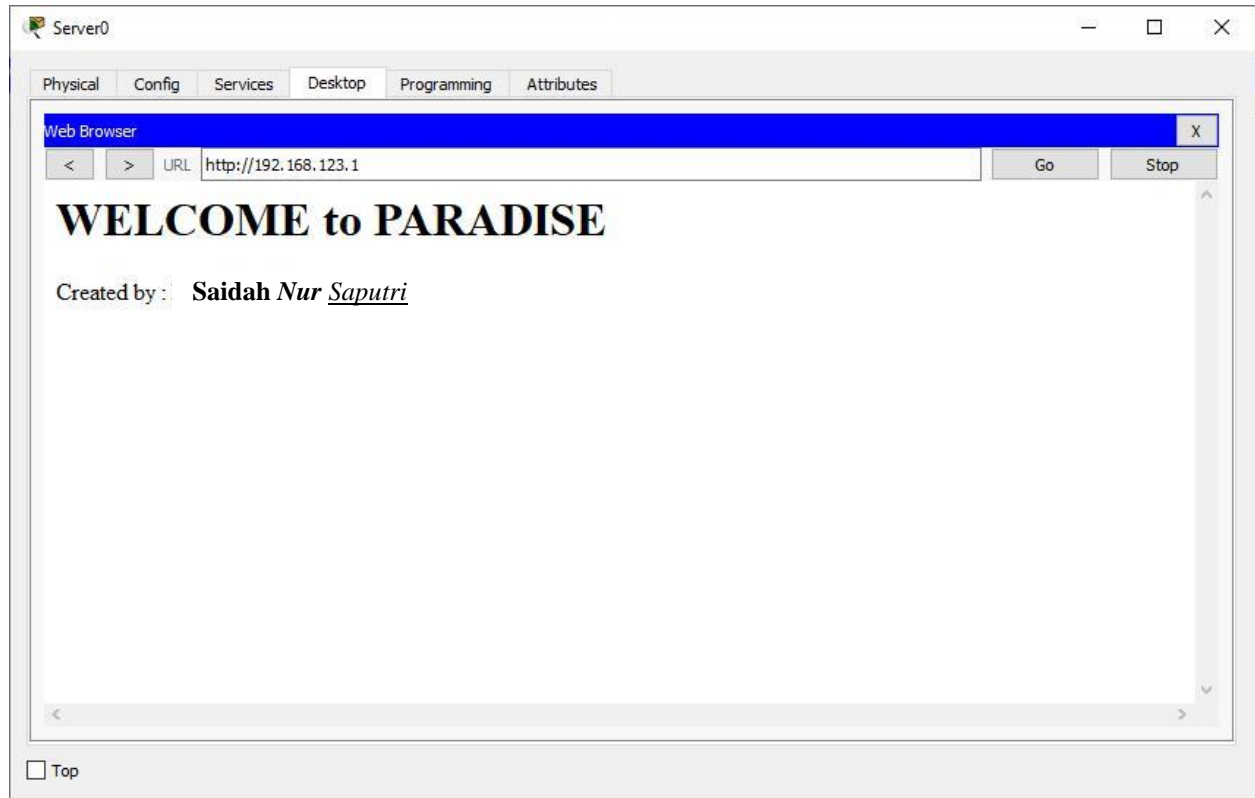 Server0
Physical Config Services Desktop Programming Attributes
Web Browser X
< > URL http://192.168.123.1 Go Stop
WELCOME to PARADISE
Created by : Saidah Nur Saputri
Top